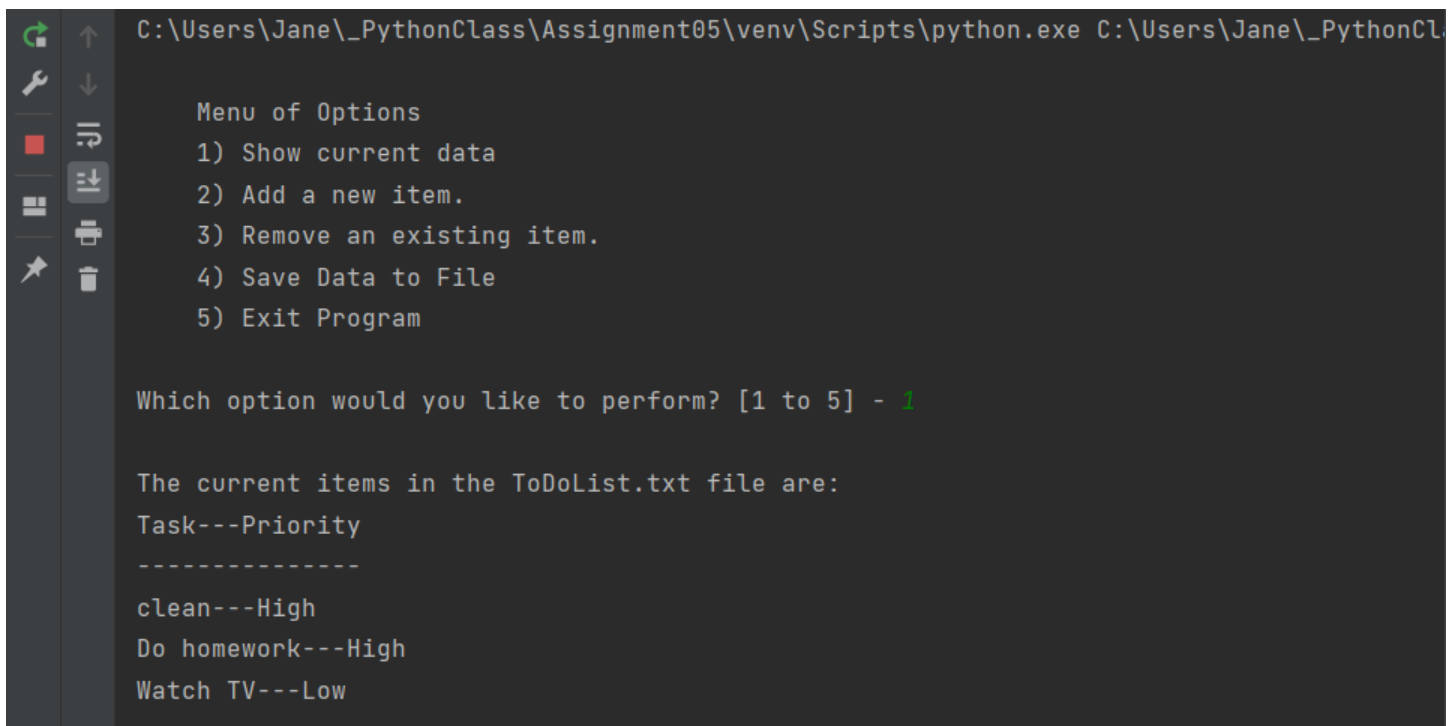 C:\Users\Jane\_PythonClass\Assignment05\venv\Scripts\python.exe C:\Users\Jane\_PythonCl
Menu of Options
1) Show current data
2) Add a new item.
3) Remove an existing item.
4) Save Data to File
5) Exit Program
Which option would you like to perform? [1 to 5] - 1
The current items in the ToDoList.txt file are:
Task---Priority
---------------
clean---High
Do homework---High
Watch TV---Low